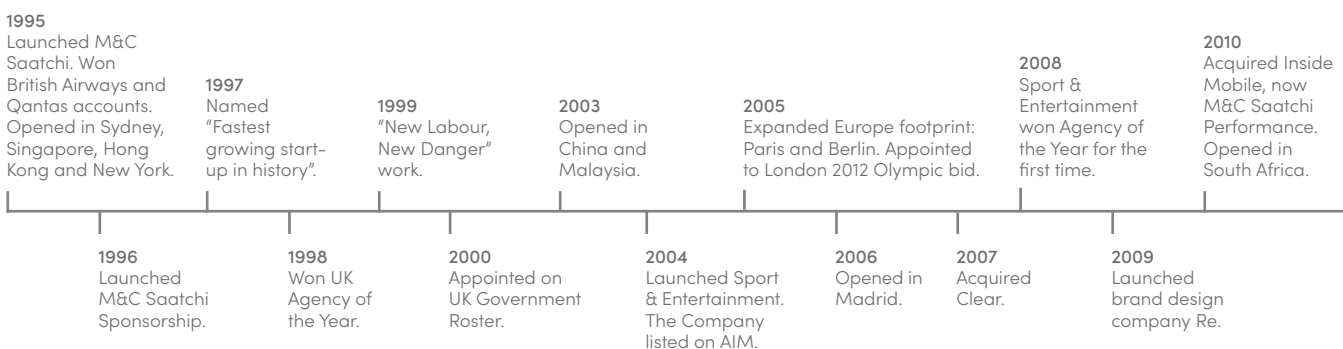 1995
Launched M&C
Saatchi. Won
British Airways and
Qantas accounts.
Opened in Sydney,
Singapore, Hong
Kong and New York.
1996
Launched
M&C Saatchi
Sponsorship.
1997
Named
“Fastest
growing start-
up in history”.
1998
Won UK
Agency of
the Year.
1999
“New Labour,
New Danger”
work.
2000
Appointed on
UK Government
Roster.
2003
Opened in
China and
Malaysia.
2004
Launched Sport
& Entertainment.
The Company
listed on AIM.
2005
Expanded Europe footprint:
Paris and Berlin. Appointed
to London 2012 Olympic bid.
2006
Opened in
Madrid.
2007
Acquired
Clear.
2008
Sport &
Entertainment
won Agency of
the Year for the
first time.
2009
Launched
brand design
company Re.
2010
Acquired Inside
Mobile, now
M&C Saatchi
Performance.
Opened in
South Africa.